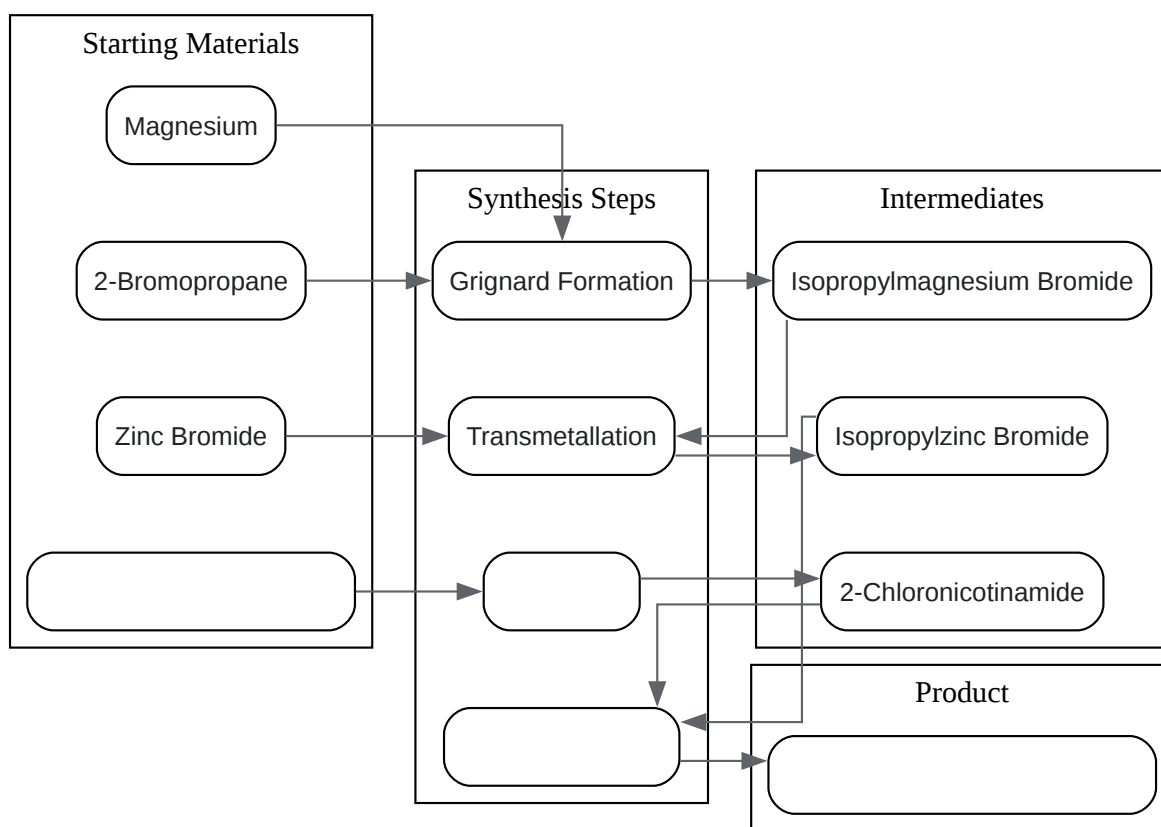 Starting Materials
Magnesium
Synthesis Steps
Intermediates
2-Bromopropane
Grignard Formation
Isopropylmagnesium Bromide
Zinc Bromide
Transmetallation
Isopropylzinc Bromide
2-Chloronicotinamide
Product